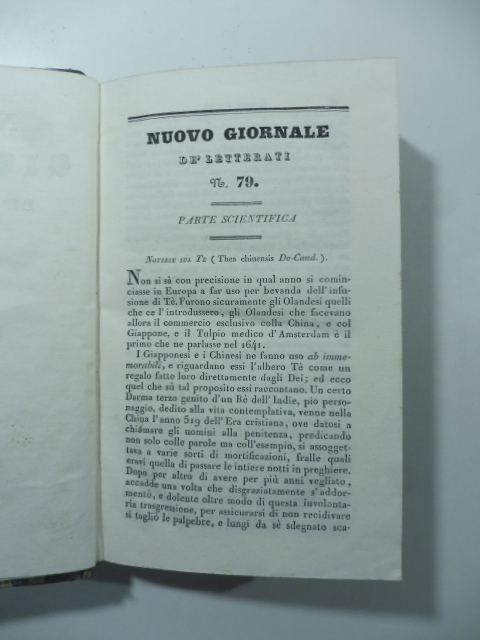 NUOVO GIORNALE
DE' LETTERATI
N. 79.
PARTE SCIENTIFICA
Notizie sul Te ( Thea chinensis De-Cand. ).
Non si sà con precisione in qual anno si comin-
ciasse in Europa a far uso per bevanda dell'infu-
sione di Tè. Furono sicuramente gli Olandesi quelli
che ce l'introdussero, gli Olandesi che facevano
allora il commercio esclusivo colla China, e col
Giappone, e il Tulpio medico d'Amsterdam è il
primo che ne parlasse nel 1641.
I Giapponesi e i Chinesi ne fanno uso ab imme-
morabili, e riguardano essi l'albero Tè come un
regalo fatto loro direttamente dagli Dei; ed ecco
quel che sù tal proposito essi raccontano. Un certo
Darma terzo genito d'un Rè dell'Indie, pio perso-
naggio, dedito alla vita contemplativa, venne nella
China l'anno 519 dell'Era cristiana, ove datosi a
chiamare gli uomini alla penitenza, predicando
non solo colle parole ma coll'esempio, si assogget-
tava a varie sorti di mortificazioni, fralle quali
eravi quella di passare le intiere notti in preghiere.
Dopo per altro di avere per più anni vegliato,
accadde una volta che disgraziatamente s'addor-
mentò, e dolente oltre modo di questa involonta-
ria trasgressione, per assicurarsi di non recidivare
si tagliò le palpebre, e lungi da sè sdegnato sca-